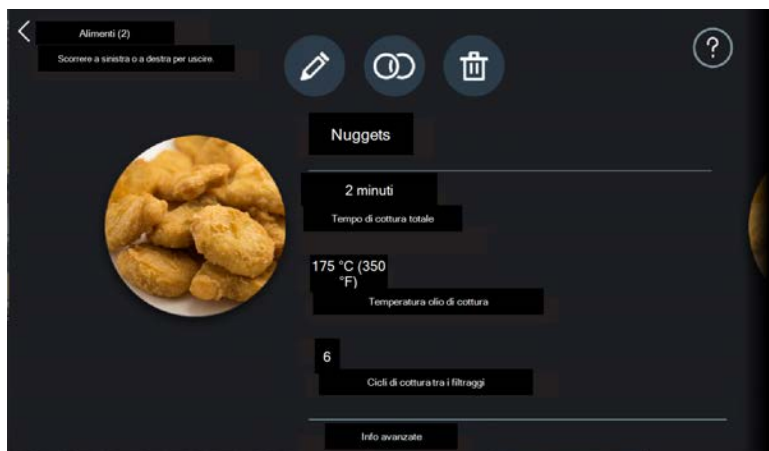 Alimenti (2)
Scorrere a sinistra o a destra per uscire.
?
Nuggets
2 minuti
Tempo di cottura totale
175 °C (350
°F)
Temperatura olio di cottura
6
Cicli di cottura tra i filtraggi
Info avanzate